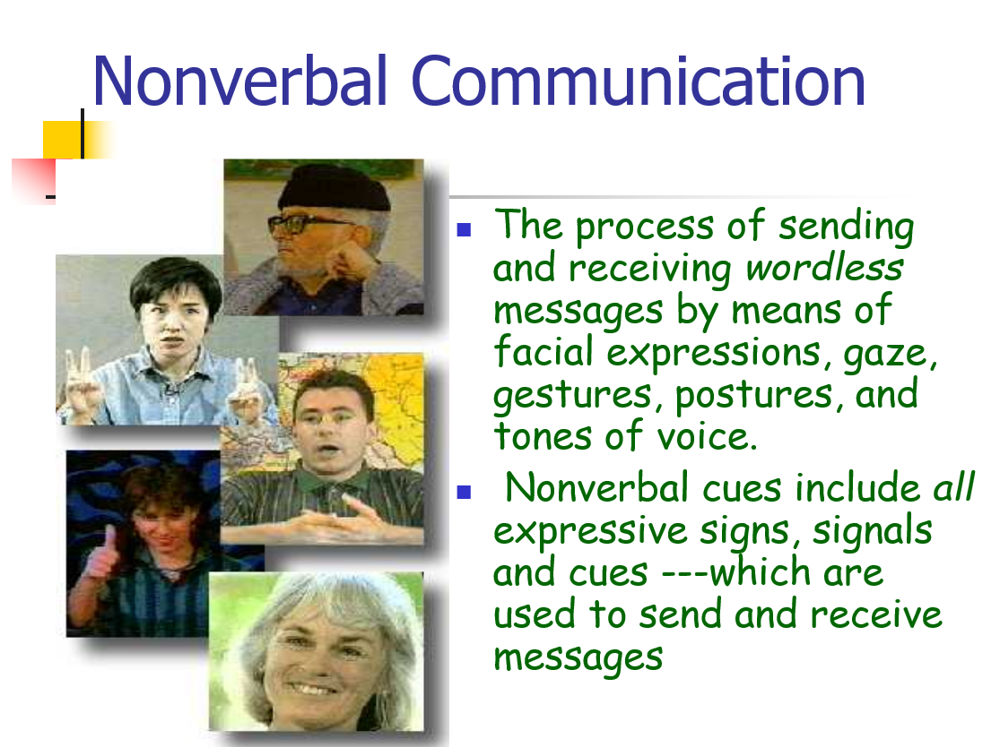 Nonverbal Communication
The process of sending
and receiving wordless
messages by means of
facial expressions, gaze,
gestures, postures, and
tones of voice.
Nonverbal cues include all
expressive signs, signals
and cues ---which are
used to send and receive
messages